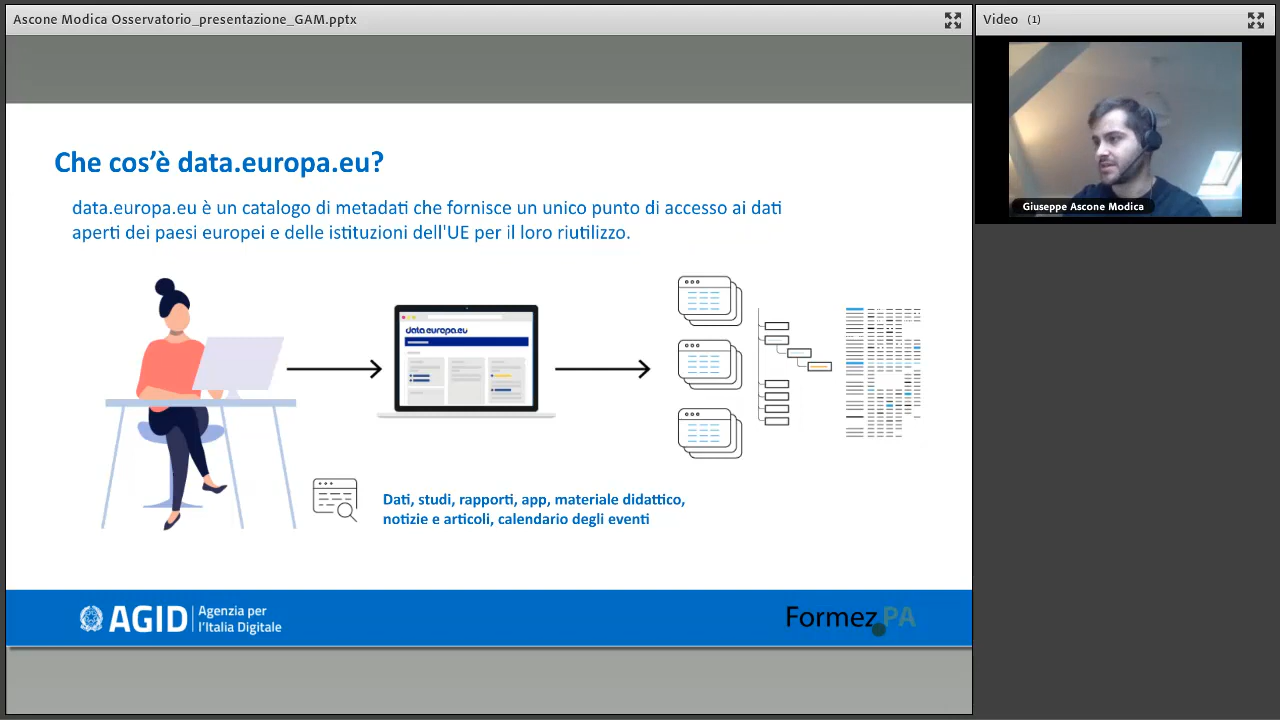 Ascone Modica Osservatorio_presentazione_GAM.pptx
Video (1)
Giuseppe Ascone Modica
Che cos'è data.europa.eu?
data.europa.eu è un catalogo di metadati che fornisce un unico punto di accesso ai dati
aperti dei paesi europei e delle istituzioni dell'UE per il loro riutilizzo.
data.europa.eu
Dati, studi, rapporti, app, materiale didattico,
notizie e articoli, calendario degli eventi
AGID
Agenzia per
l'Italia Digitale
Formez PA